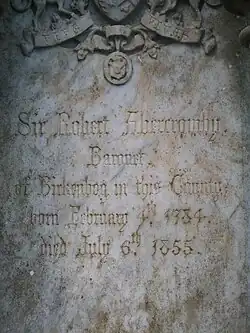 Sir Robert Abercromby,
Baronet,
of Birkenbog in this County,
born February 4th 1784.
died July 6th 1855.